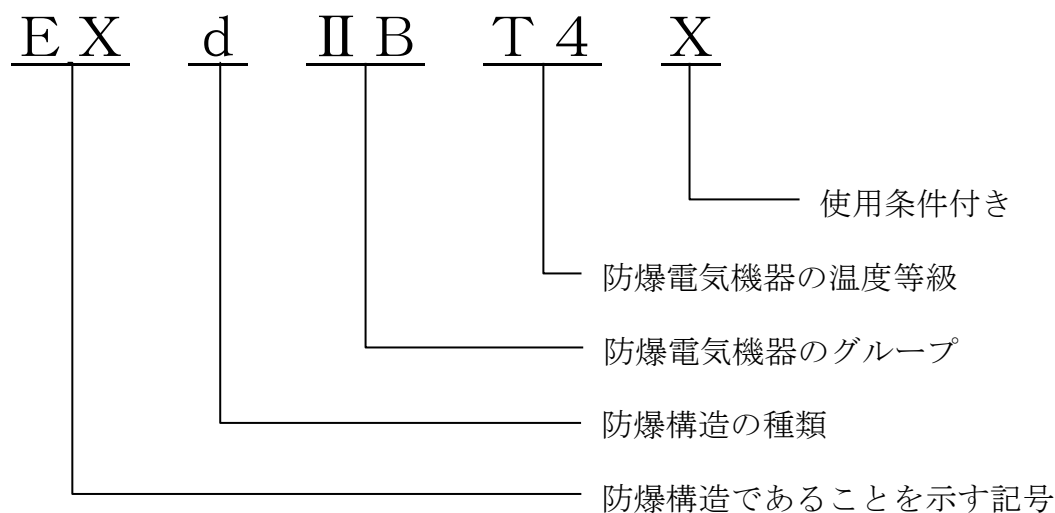 ＥＸ ｄ ⅡＢ Ｔ４ Ｘ
使用条件付き
防爆電気機器の温度等級
防爆電気機器のグループ
防爆構造の種類
防爆構造であることを示す記号